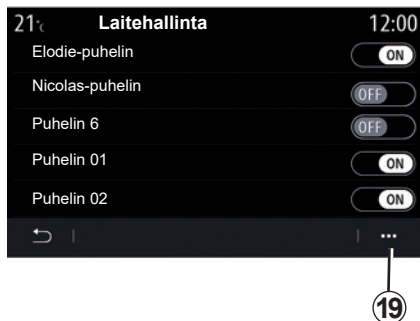 21°C Laitehallinta 12:00
Elodie-puhelin ON
Nicolas-puhelin OFF
Puhelin 6 OFF
Puhelin 01 ON
Puhelin 02 ON
19